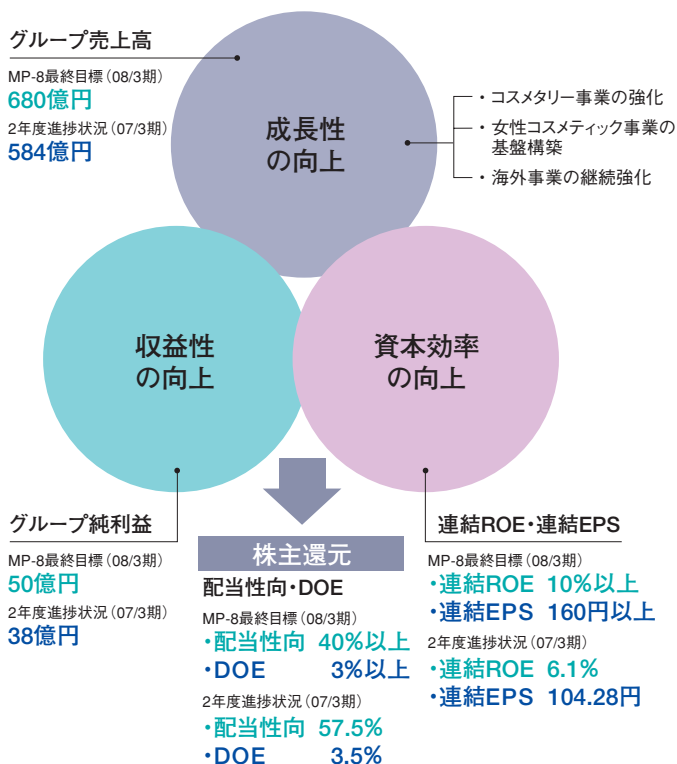 グループ売上高
MP-8最終目標（08/3期）
680億円
2年度進捗状況（07/3期）
584億円
成長性
の向上
・コスメタリー事業の強化
・女性コスメティック事業の
基盤構築
・海外事業の継続強化
収益性
の向上
資本効率
の向上
グループ純利益
MP-8最終目標（08/3期）
50億円
2年度進捗状況（07/3期）
38億円
株主還元
配当性向・DOE
MP-8最終目標（08/3期）
・配当性向 40%以上
・DOE 3%以上
2年度進捗状況（07/3期）
・配当性向 57.5%
・DOE 3.5%
連結ROE・連結EPS
MP-8最終目標（08/3期）
・連結ROE 10%以上
・連結EPS 160円以上
2年度進捗状況（07/3期）
・連結ROE 6.1%
・連結EPS 104.28円